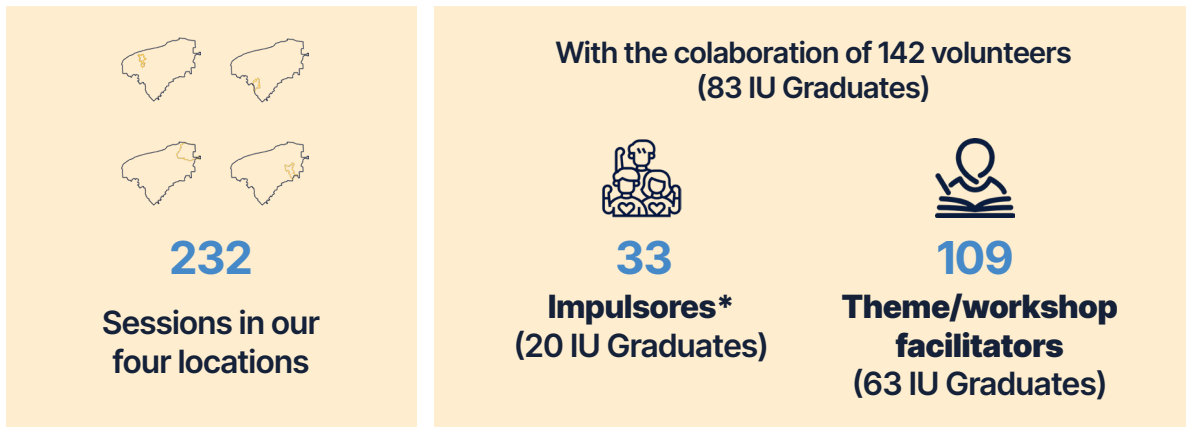 232
Sessions in our
four locations
With the colaboration of 142 volunteers
(83 IU Graduates)
33
Impulsores*
(20 IU Graduates)
109
Theme/workshop
facilitators
(63 IU Graduates)